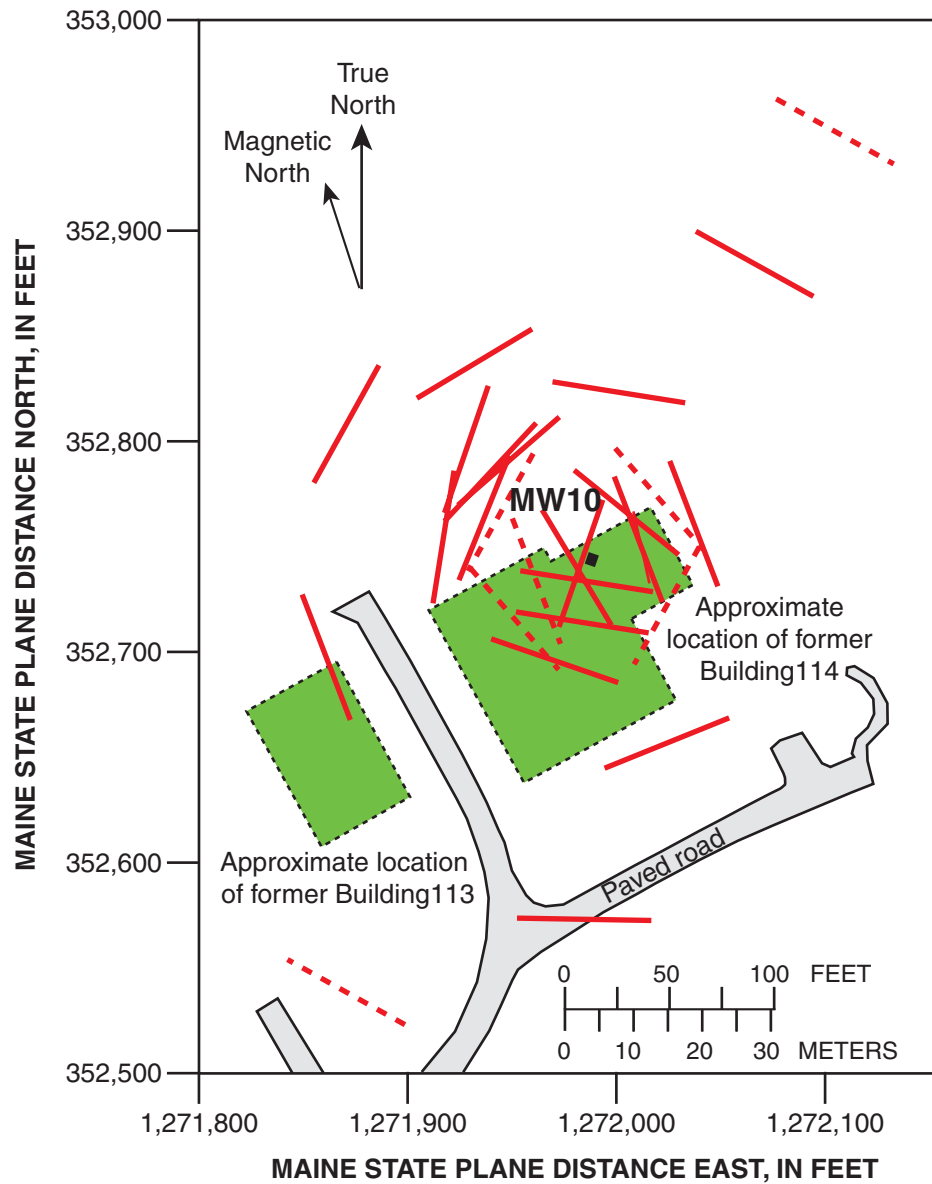 353,000
True
North
Magnetic
North
352,900
352,800
MW10
352,700
Approximate
location of former
Building114
352,600
Approximate location
of former Building113
Paved road
0 50 100 FEET
0 10 20 30 METERS
352,500
1,271,800 1,271,900 1,272,000 1,272,100
MAINE STATE PLANE DISTANCE NORTH, IN FEET
MAINE STATE PLANE DISTANCE EAST, IN FEET